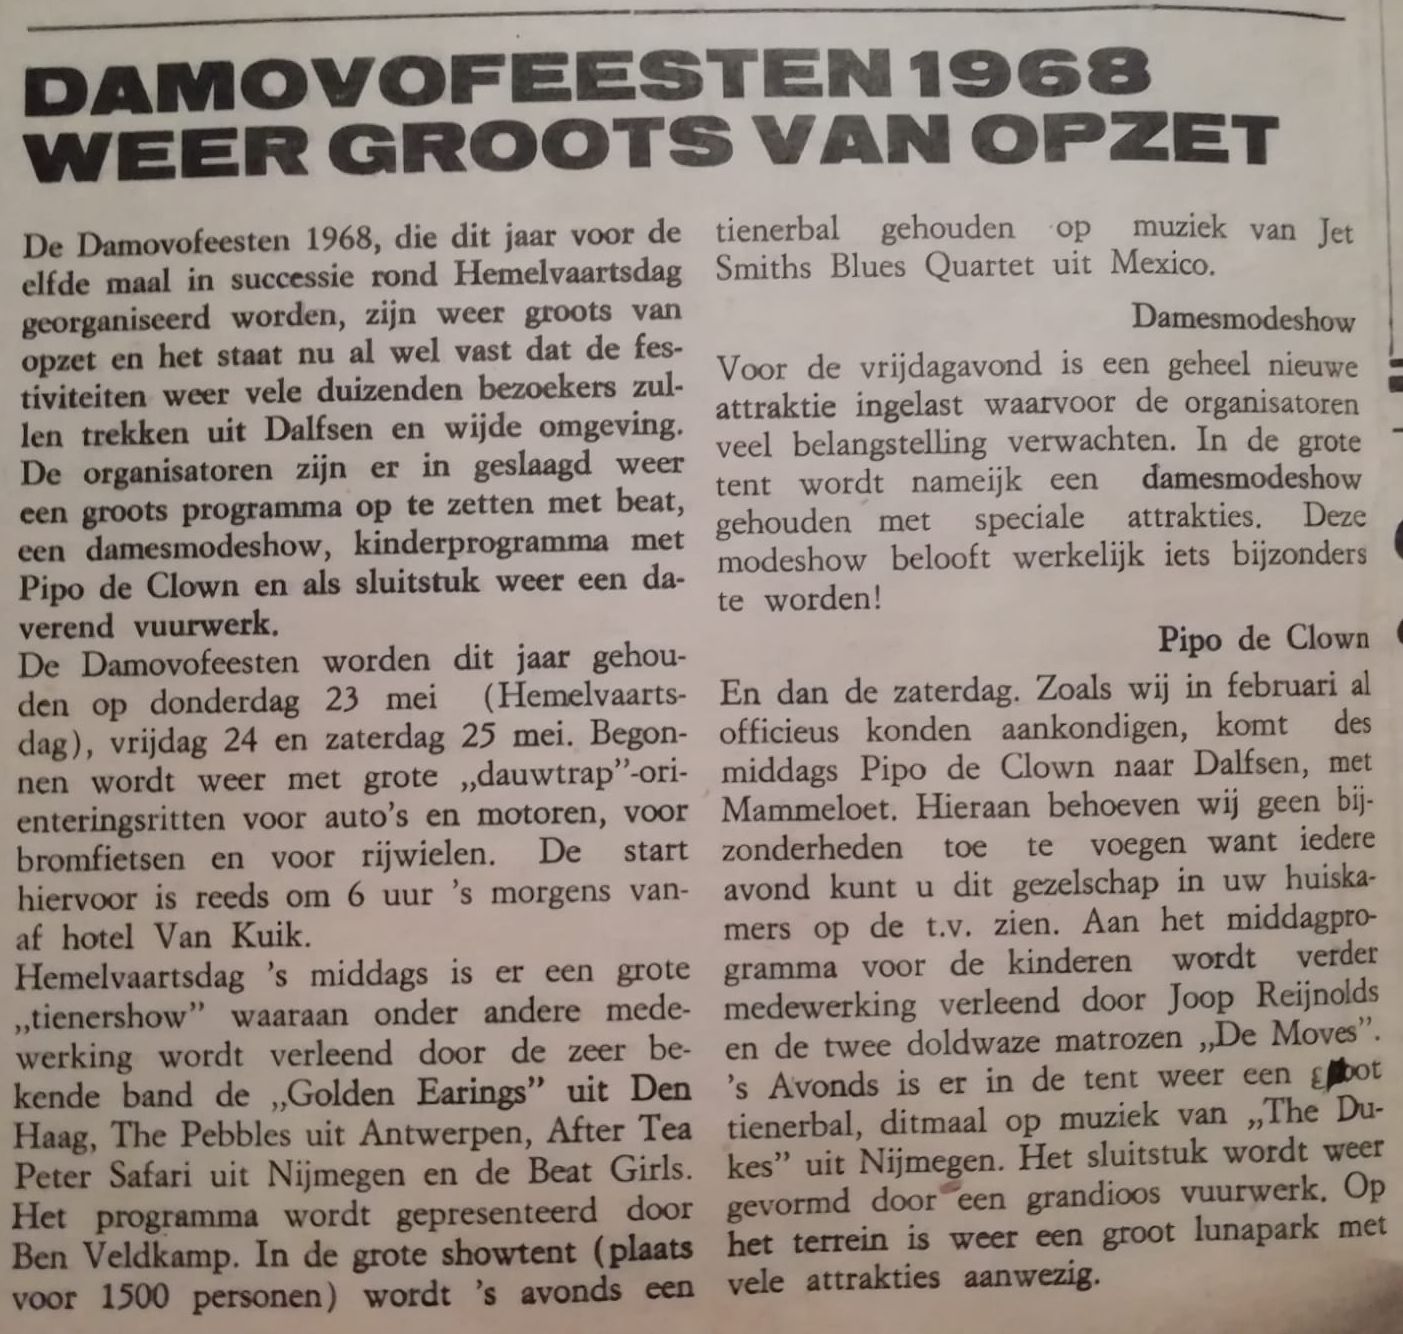 DAMOVOFEESTEN 1968
WEER GROOTS VAN OPZET
De Damovofeesten 1968, die dit jaar voor de
elfde maal in successie rond Hemelvaartsdag
georganiseerd worden, zijn weer groots van
opzet en het staat nu al wel vast dat de fes-
tiviteiten weer vele duizenden bezoekers zul-
len trekken uit Dalfsen en wijde omgeving.
De organisatoren zijn er in geslaagd weer
een groots programma op te zetten met beat,
een damesmodeshow, kinderprogramma met
Pipo de Clown en als sluitstuk weer een da-
verend vuurwerk.
De Damovofeesten worden dit jaar gehou-
den op donderdag 23 mei (Hemelvaarts-
dag), vrijdag 24 en zaterdag 25 mei. Begon-
nen wordt weer met grote „dauwtrap”-ori-
enteringsritten voor auto's en motoren, voor
bromfietsen en voor rijwielen. De start
hiervoor is reeds om 6 uur 's morgens van-
af hotel Van Kuik.
Hemelvaartsdag 's middags is er een grote
„tienershow” waaraan onder andere mede-
werking wordt verleend door de zeer be-
kende band de „Golden Earings” uit Den
Haag, The Pebbles uit Antwerpen, After Tea
Peter Safari uit Nijmegen en de Beat Girls.
Het programma wordt gepresenteerd door
Ben Veldkamp. In de grote showtent (plaats
voor 1500 personen) wordt 's avonds een
tienerbal gehouden op muziek van Jet
Smiths Blues Quartet uit Mexico.
Damesmodeshow
Voor de vrijdagavond is een geheel nieuwe
attraktie ingelast waarvoor de organisatoren
veel belangstelling verwachten. In de grote
tent wordt nameijk een damesmodeshow
gehouden met speciale attrakties. Deze
modeshow belooft werkelijk iets bijzonders
te worden!
Pipo de Clown
En dan de zaterdag. Zoals wij in februari al
officieus konden aankondigen, komt des
middags Pipo de Clown naar Dalfsen, met
Mammeloet. Hieraan behoeven wij geen bij-
zonderheden toe te voegen want iedere
avond kunt u dit gezelschap in uw huiska-
mers op de t.v. zien. Aan het middagpro-
gramma voor de kinderen wordt verder
medewerking verleend door Joop Reijnolds
en de twee doldwaze matrozen „De Moves”.
's Avonds is er in de tent weer een groot
tienerbal, ditmaal op muziek van „The Du-
kes” uit Nijmegen. Het sluitstuk wordt weer
gevormd door een grandioos vuurwerk. Op
het terrein is weer een groot lunapark met
vele attrakties aanwezig.